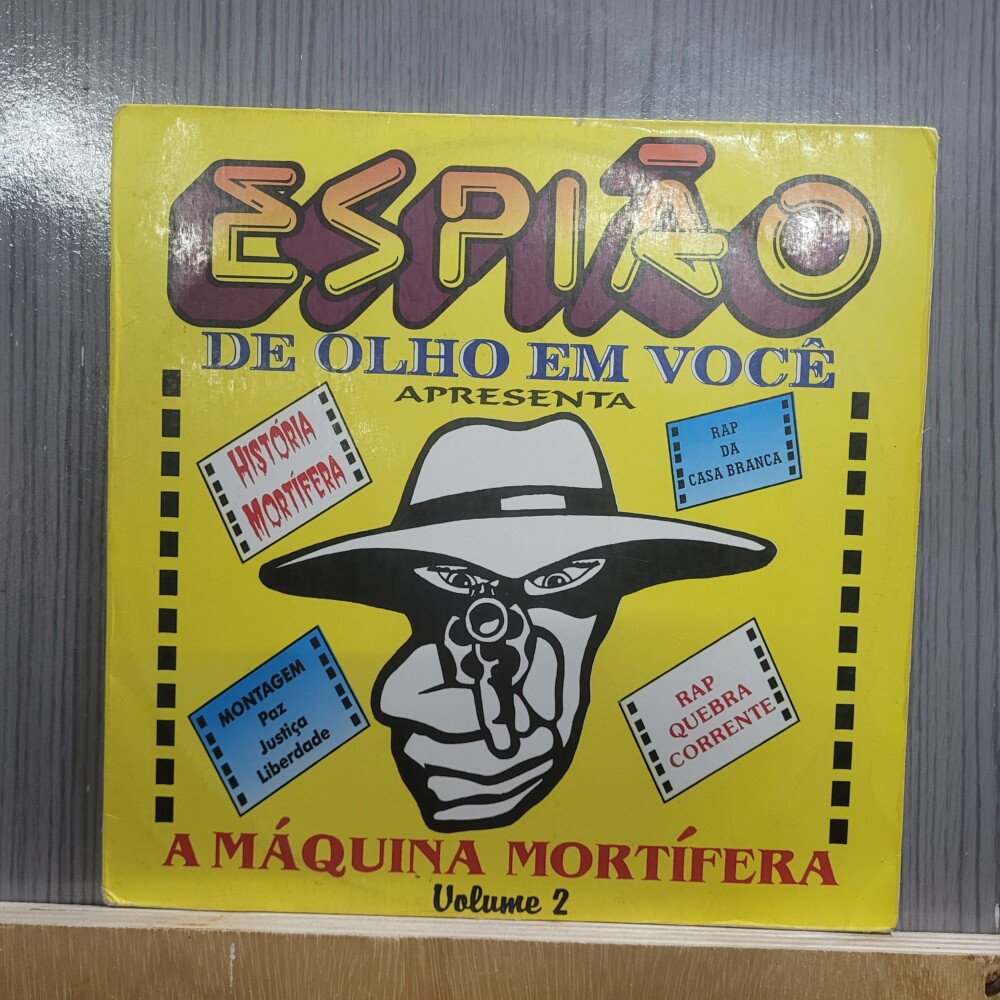 ESPIÃO
DE OLHO EM VOCÊ
APRESENTA
HISTÓRIA
MORTÍFERA
RAP
DA
CASA BRANCA
MONTAGEM
Paz
Justiça
Liberdade
RAP
QUEBRA
CORRENTE
A MÁQUINA MORTÍFERA
Volume 2